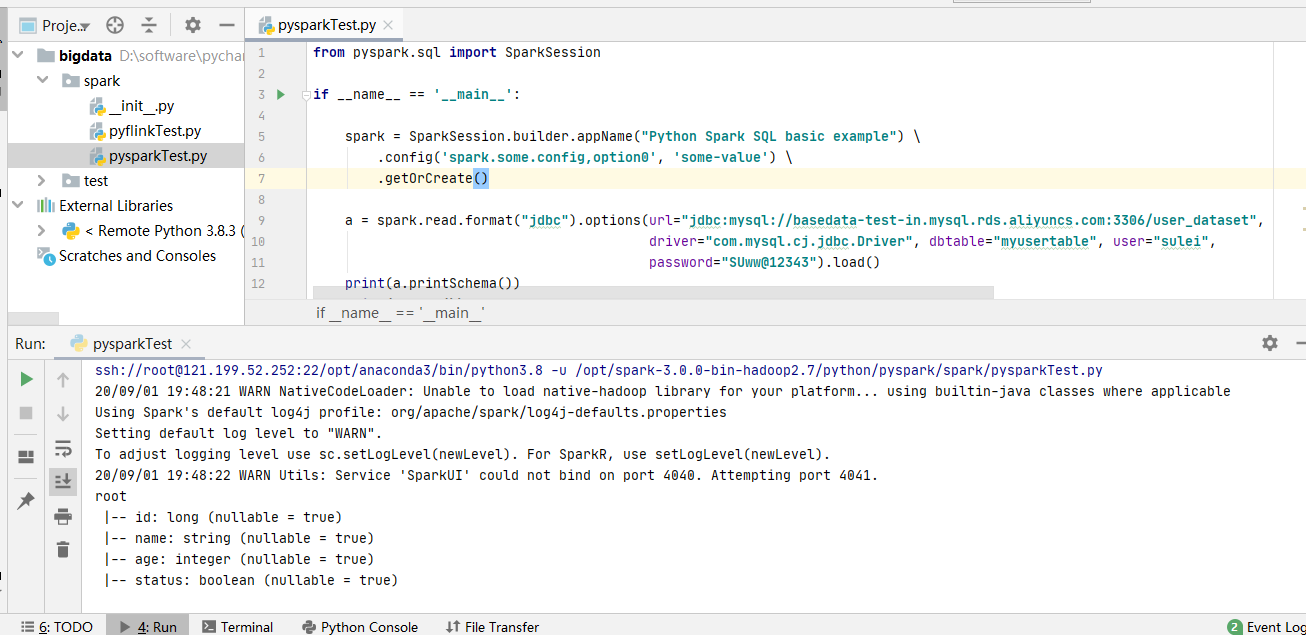 Proje..
pysparkTest.py
bigdata D:\software\pychar
spark
__init__.py
pyflinkTest.py
pysparkTest.py
test
External Libraries
< Remote Python 3.8.3 (
Scratches and Consoles
1 from pyspark.sql import SparkSession
2
3 if __name__ == '__main__':
4
5 spark = SparkSession.builder.appName("Python Spark SQL basic example") \
6 .config('spark.some.config,option0', 'some-value') \
7 .getOrCreate()
8
9 a = spark.read.format("jdbc").options(url="jdbc:mysql://basedata-test-in.mysql.rds.aliyuncs.com:3306/user_dataset",
10 driver="com.mysql.cj.jdbc.Driver", dbtable="myusertable", user="sulei",
11 password="SUww@12343").load()
12 print(a.printSchema())
if __name__ == '__main__'
Run: pysparkTest
ssh://root@121.199.52.252:22/opt/anaconda3/bin/python3.8 -u /opt/spark-3.0.0-bin-hadoop2.7/python/pyspark/spark/pysparkTest.py
20/09/01 19:48:21 WARN NativeCodeLoader: Unable to load native-hadoop library for your platform... using builtin-java classes where applicable
Using Spark's default log4j profile: org/apache/spark/log4j-defaults.properties
Setting default log level to "WARN".
To adjust logging level use sc.setLogLevel(newLevel). For SparkR, use setLogLevel(newLevel).
20/09/01 19:48:22 WARN Utils: Service 'SparkUI' could not bind on port 4040. Attempting port 4041.
root
|-- id: long (nullable = true)
|-- name: string (nullable = true)
|-- age: integer (nullable = true)
|-- status: boolean (nullable = true)
6: TODO 4: Run Terminal Python Console File Transfer 2 Event Log